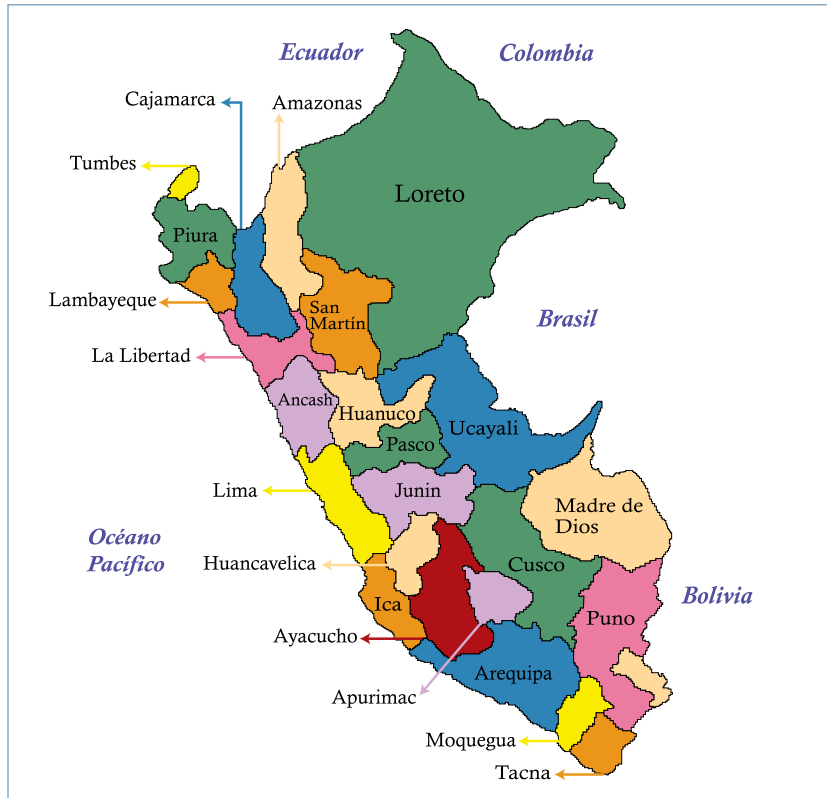 Ecuador
Colombia
Cajamarca
Amazonas
Tumbes
Loreto
Piura
Lambayeque
San
Martín
Brasil
La Libertad
Ancash
Huanuco
Ucayali
Pasco
Lima
Junin
Madre de
Dios
Océano
Pacífico
Huancavelica
Cusco
Ica
Bolivia
Puno
Ayacucho
Arequipa
Apurimac
Moquegua
Tacna